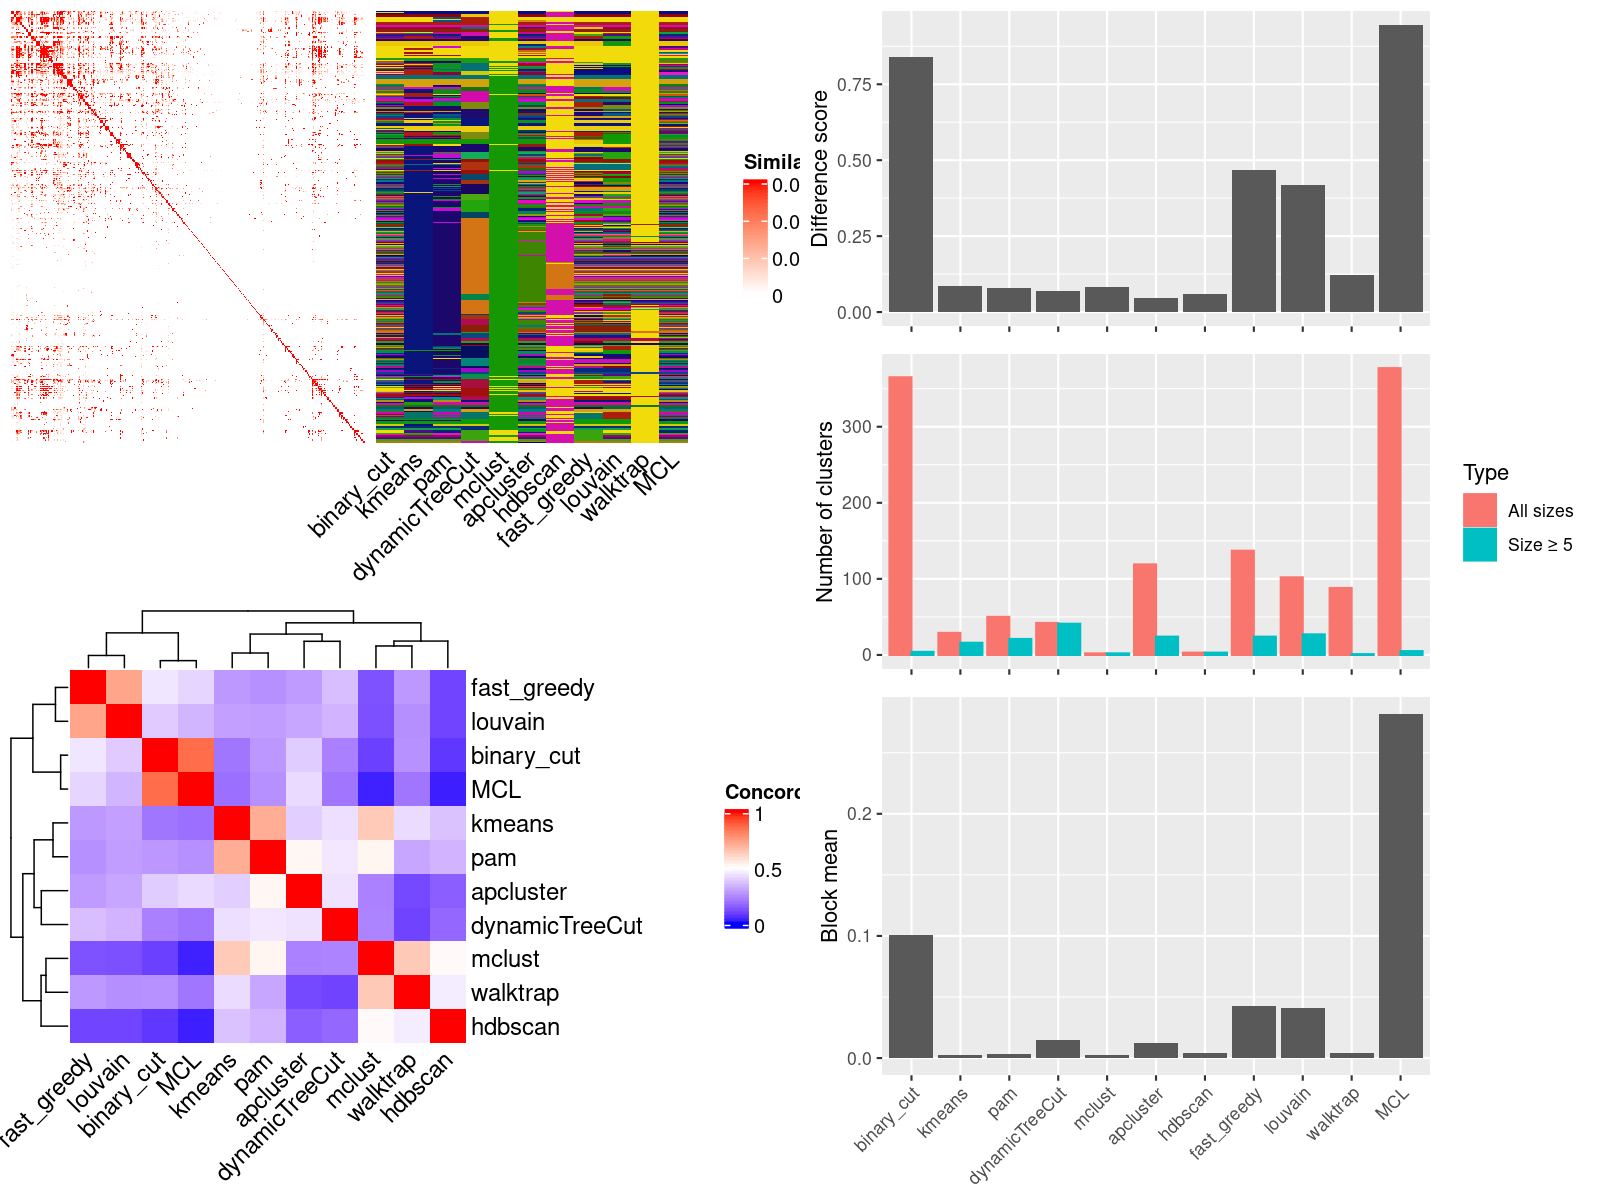 Simila
0.0
0.0
0.0
0
binary_cut
kmeans
pam
dynamicTreeCut
mclust
apcluster
hdbscan
fast_greedy
louvain
walktrap
MCL
Difference score
0.75
0.50
0.25
0.00
Number of clusters
300
200
100
0
Type
All sizes
Size ≥ 5
fast_greedy
louvain
binary_cut
MCL
kmeans
pam
apcluster
dynamicTreeCut
mclust
walktrap
hdbscan
Concord
1
0.5
0
fast_greedy
louvain
binary_cut
MCL
kmeans
pam
apcluster
dynamicTreeCut
mclust
walktrap
hdbscan
Block mean
0.2
0.1
0.0
binary_cut
kmeans
pam
dynamicTreeCut
mclust
apcluster
hdbscan
fast_greedy
louvain
walktrap
MCL